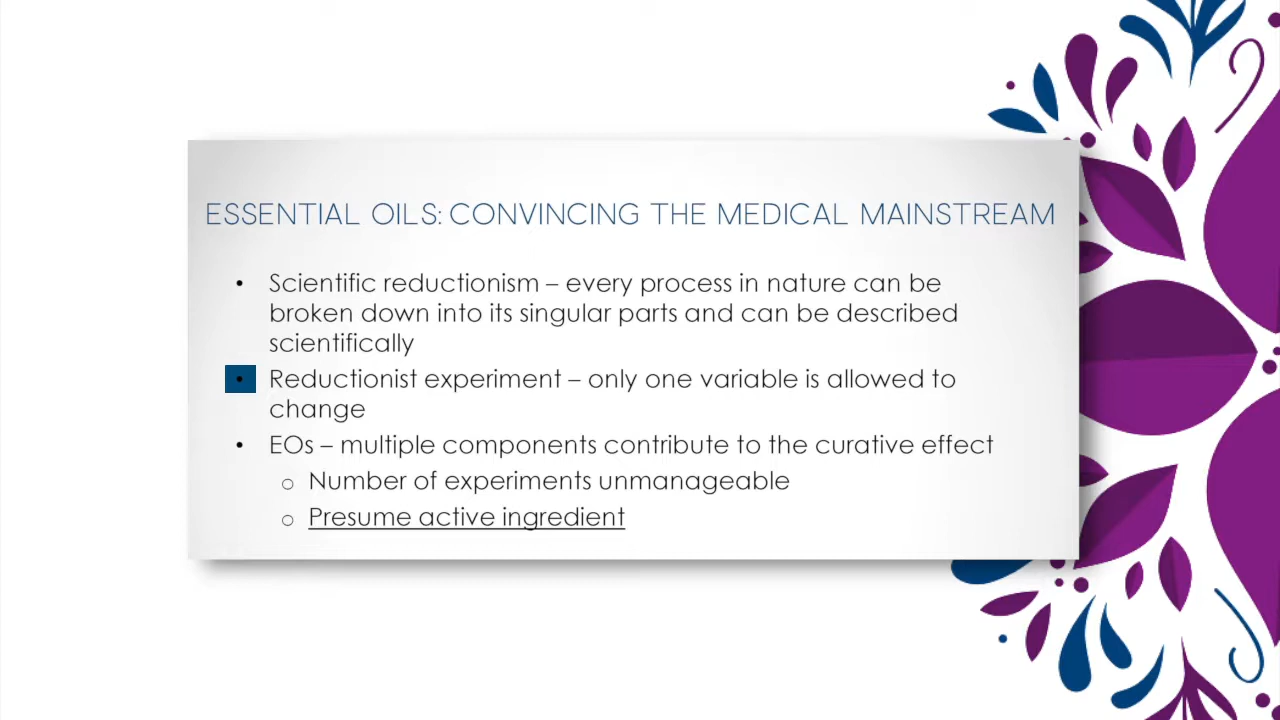 ESSENTIAL OILS: CONVINCING THE MEDICAL MAINSTREAM
• Scientific reductionism – every process in nature can be
broken down into its singular parts and can be described
scientifically
• Reductionist experiment – only one variable is allowed to
change
• EOs – multiple components contribute to the curative effect
o Number of experiments unmanageable
o Presume active ingredient